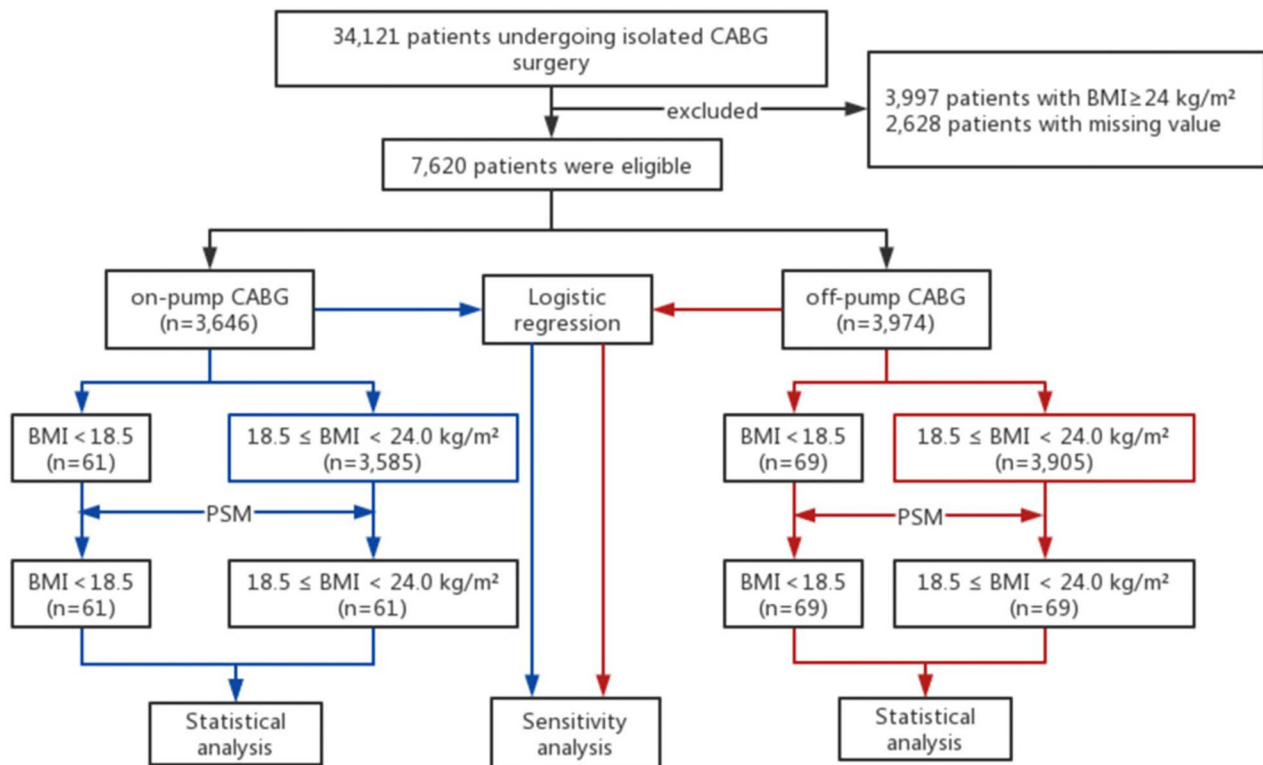 34,121 patients undergoing isolated CABG
surgery
excluded
3,997 patients with BMI≥24 kg/m²
2,628 patients with missing value
7,620 patients were eligible
on-pump CABG
(n=3,646)
Logistic
regression
off-pump CABG
(n=3,974)
BMI<18.5
(n=61)
18.5 ≤ BMI < 24.0 kg/m²
(n=3,585)
BMI<18.5
(n=69)
18.5 ≤ BMI < 24.0 kg/m²
(n=3,905)
PSM
PSM
BMI<18.5
(n=61)
18.5 ≤ BMI < 24.0 kg/m²
(n=61)
BMI<18.5
(n=69)
18.5 ≤ BMI < 24.0 kg/m²
(n=69)
Statistical
analysis
Sensitivity
analysis
Statistical
analysis